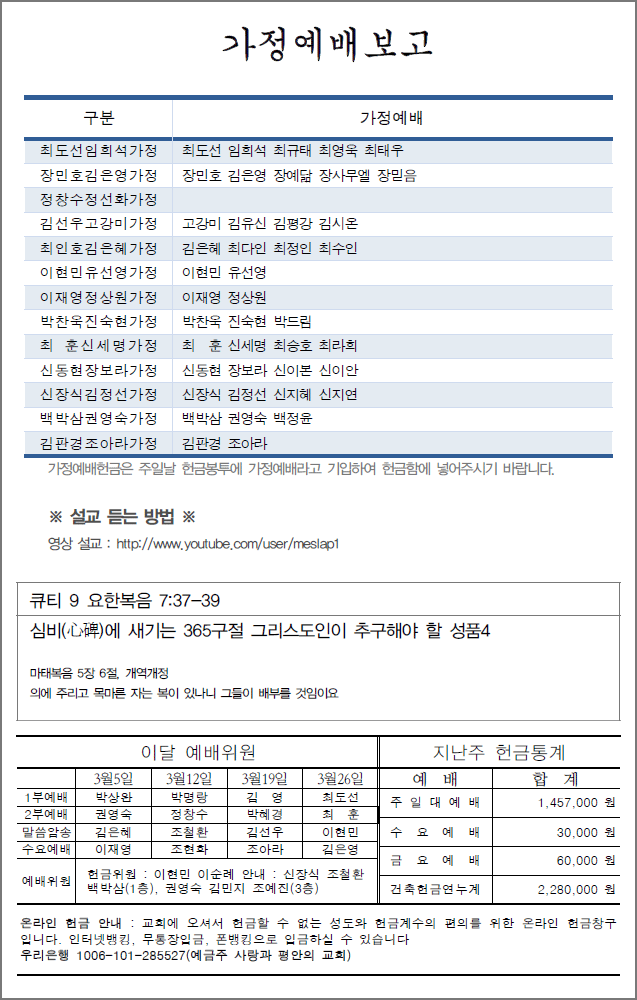 가정예배보고
구분 가정예배
최도선임희석가정 최도선 임희석 최규태 최영욱 최태우
장민호김은영가정 장민호 김은영 장예닮 장사무엘 장믿음
정창수정선화가정
김선우고강미가정 고강미 김유신 김평강 김시온
최인호김은혜가정 김은혜 최다인 최정인 최수인
이현민유선영가정 이현민 유선영
이재영정상원가정 이재영 정상원
박찬욱진숙현가정 박찬욱 진숙현 박드림
최 훈신세명가정 최 훈 신세명 최승호 최라희
신동현장보라가정 신동현 장보라 신이본 신이안
신장식김정선가정 신장식 김정선 신지혜 신지연
백박삼권영숙가정 백박삼 권영숙 백정윤
김판경조아라가정 김판경 조아라
가정예배헌금은 주일날 헌금봉투에 가정예배라고 기입하여 헌금함에 넣어주시기 바랍니다.
※ 설교 듣는 방법 ※
영상 설교 : http://www.youtube.com/user/meslap1
큐티 9 요한복음 7:37-39
심비(心碑)에 새기는 365구절 그리스도인이 추구해야 할 성품4
마태복음 5장 6절, 개역개정
의에 주리고 목마른 자는 복이 있나니 그들이 배부를 것임이요
이달 예배위원
3월5일 3월12일 3월19일 3월26일
1부예배 박상완 박명랑 김 영 최도선
2부예배 권영숙 정창수 박혜경 최 훈
말씀암송 김은혜 조철환 김선우 이현민
수요예배 이재영 조현화 조아라 김은영
예배위원 헌금위원 : 이현민 이순례 안내 : 신장식 조철환
백박삼(1층), 권영숙 김민지 조예진(3층)
지난주 헌금통계
예 배 합 계
주 일 대 예 배 1,457,000 원
수 요 예 배 30,000 원
금 요 예 배 60,000 원
건축헌금연누계 2,280,000 원
온라인 헌금 안내 : 교회에 오셔서 헌금할 수 없는 성도와 헌금계수의 편의를 위한 온라인 헌금창구
입니다. 인터넷뱅킹, 무통장입금, 폰뱅킹으로 입금하실 수 있습니다
우리은행 1006-101-285527(예금주 사랑과 평안의 교회)